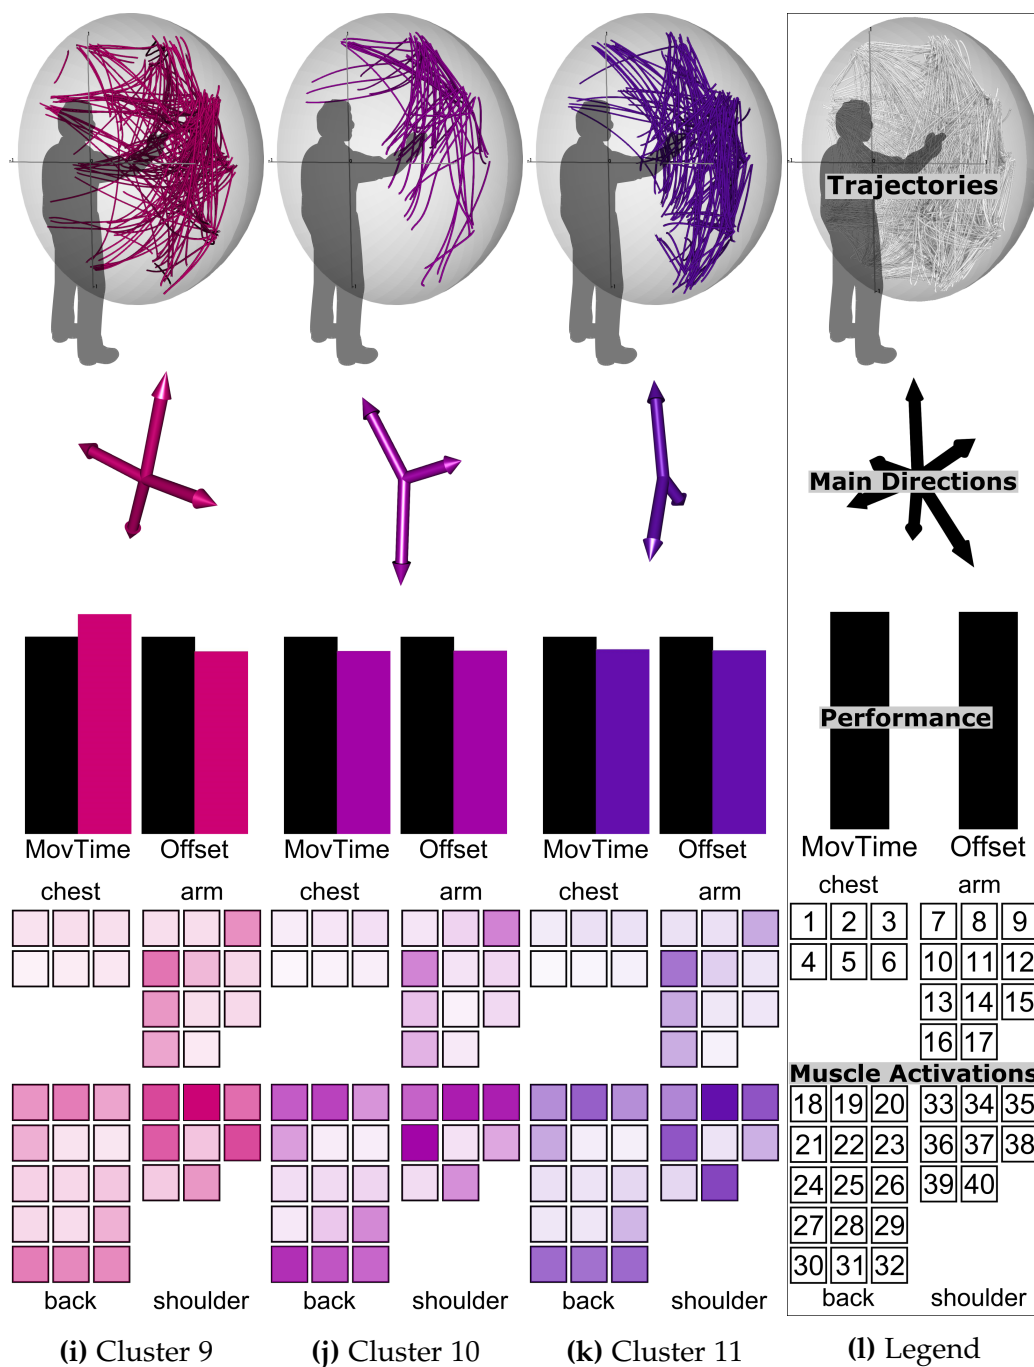 Trajectories
Main Directions
Performance
MovTime Offset MovTime Offset MovTime Offset MovTime Offset
chest arm chest arm chest arm chest arm
1 2 3 7 8 9
4 5 6 10 11 12
13 14 15
16 17
Muscle Activations
18 19 20 33 34 35
21 22 23 36 37 38
24 25 26 39 40
27 28 29
30 31 32
back shoulder back shoulder back shoulder back shoulder
(i) Cluster 9 (j) Cluster 10 (k) Cluster 11 (l) Legend